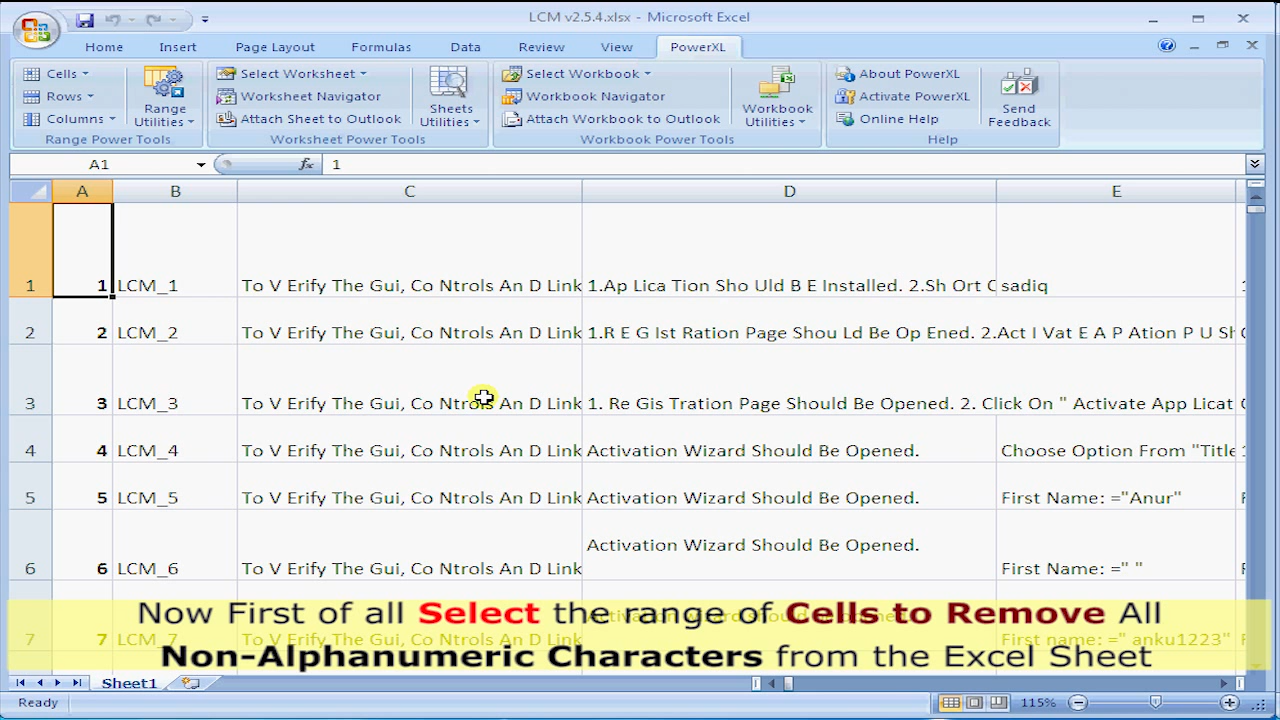 LCM v2.5.4.xlsx - Microsoft Excel
Home Insert Page Layout Formulas Data Review View PowerXL
Cells Select Worksheet Select Workbook About PowerXL
Rows Worksheet Navigator Workbook Navigator Activate PowerXL
Columns Attach Sheet to Outlook Attach Workbook to Outlook Online Help
Range Utilities Sheets Utilities Workbook Utilities Send Feedback
Range Power Tools Worksheet Power Tools Workbook Power Tools Help
A1 fx 1
A B C D E
1 1 LCM_1 To V Erify The Gui, Co Ntrols An D Link 1.Ap Lica Tion Sho Uld B E Installed. 2.Sh Ort C sadiq
2 2 LCM_2 To V Erify The Gui, Co Ntrols An D Link 1.R E G Ist Ration Page Shou Ld Be Op Ened. 2.Act I Vat E A P Ation P U Sh
3 3 LCM_3 To V Erify The Gui, Co Ntrols An D Link 1. Re Gis Tration Page Should Be Opened. 2. Click On " Activate App Licat
4 4 LCM_4 To V Erify The Gui, Co Ntrols An D Link Activation Wizard Should Be Opened. Choose Option From "Title
5 5 LCM_5 To V Erify The Gui, Co Ntrols An D Link Activation Wizard Should Be Opened. First Name: ="Anur"
Activation Wizard Should Be Opened.
6 6 LCM_6 To V Erify The Gui, Co Ntrols An D Link First Name: =" "
Now First of all Select the range of Cells to Remove All
7 7 LCM_7 To V Erify The Gui, Co Ntrols An D Link First name: =" anku1223"
Non-Alphanumeric Characters from the Excel Sheet
Sheet1
Ready 115%